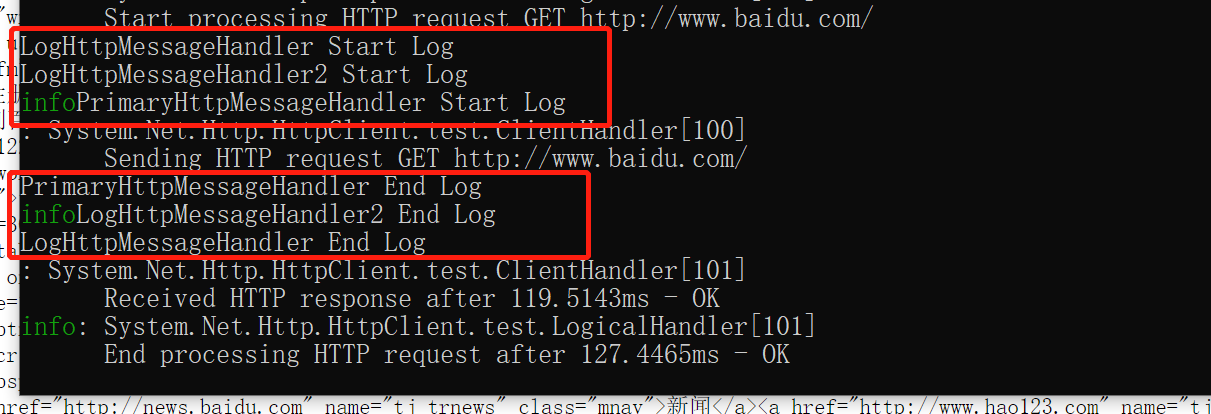 Start processing HTTP request GET http://www.baidu.com/
LogHttpMessageHandler Start Log
LogHttpMessageHandler2 Start Log
infoPrimaryHttpMessageHandler Start Log
: System.Net.Http.HttpClient.test.ClientHandler[100]
Sending HTTP request GET http://www.baidu.com/
PrimaryHttpMessageHandler End Log
infoLogHttpMessageHandler2 End Log
LogHttpMessageHandler End Log
: System.Net.Http.HttpClient.test.ClientHandler[101]
Received HTTP response after 119.5143ms - OK
info: System.Net.Http.HttpClient.test.LogicalHandler[101]
End processing HTTP request after 127.4465ms - OK
href="http://news.baidu.com" name="tj_trnews" class="mnav">新闻</a><a href="http://www.hao123.com" name="tj